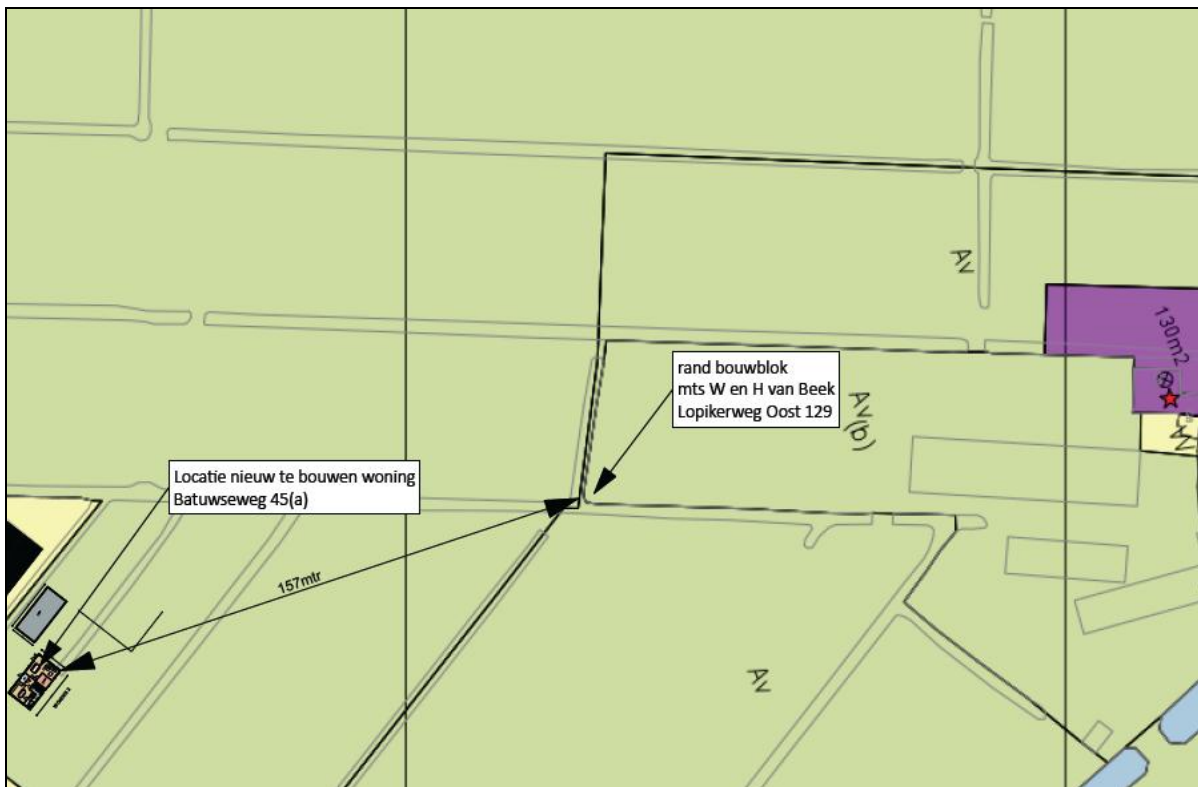 AV
130m2
rand bouwblok
mts W en H van Beek
Lopikerweg Oost 129
AV(b)
Locatie nieuw te bouwen woning
Batuwseweg 45(a)
157mtr
AV